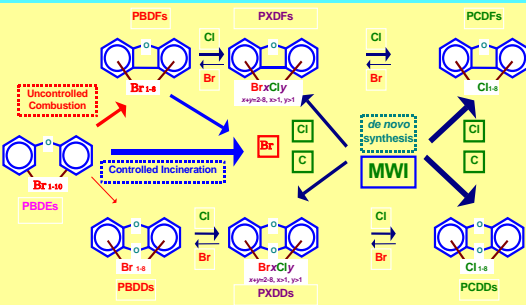 PBDFs
PXDFs
PCDFs
O
O
O
Cl
Br
Cl
Br
Br 1-8
BrxCly
x+y=2-8, x>1, y>1
Cl 1-8
Uncontrolled
Combustion
de novo
synthesis
O
Br
Cl
Cl
Br 1-10
Controlled Incineration
C
MWI
C
PBDEs
Cl
Br
Cl
Br
O
O
O
O
O
O
Br 1-8
BrxCly
x+y=2-8, x>1, y>1
Cl 1-8
PBDDs
PXDDs
PCDDs